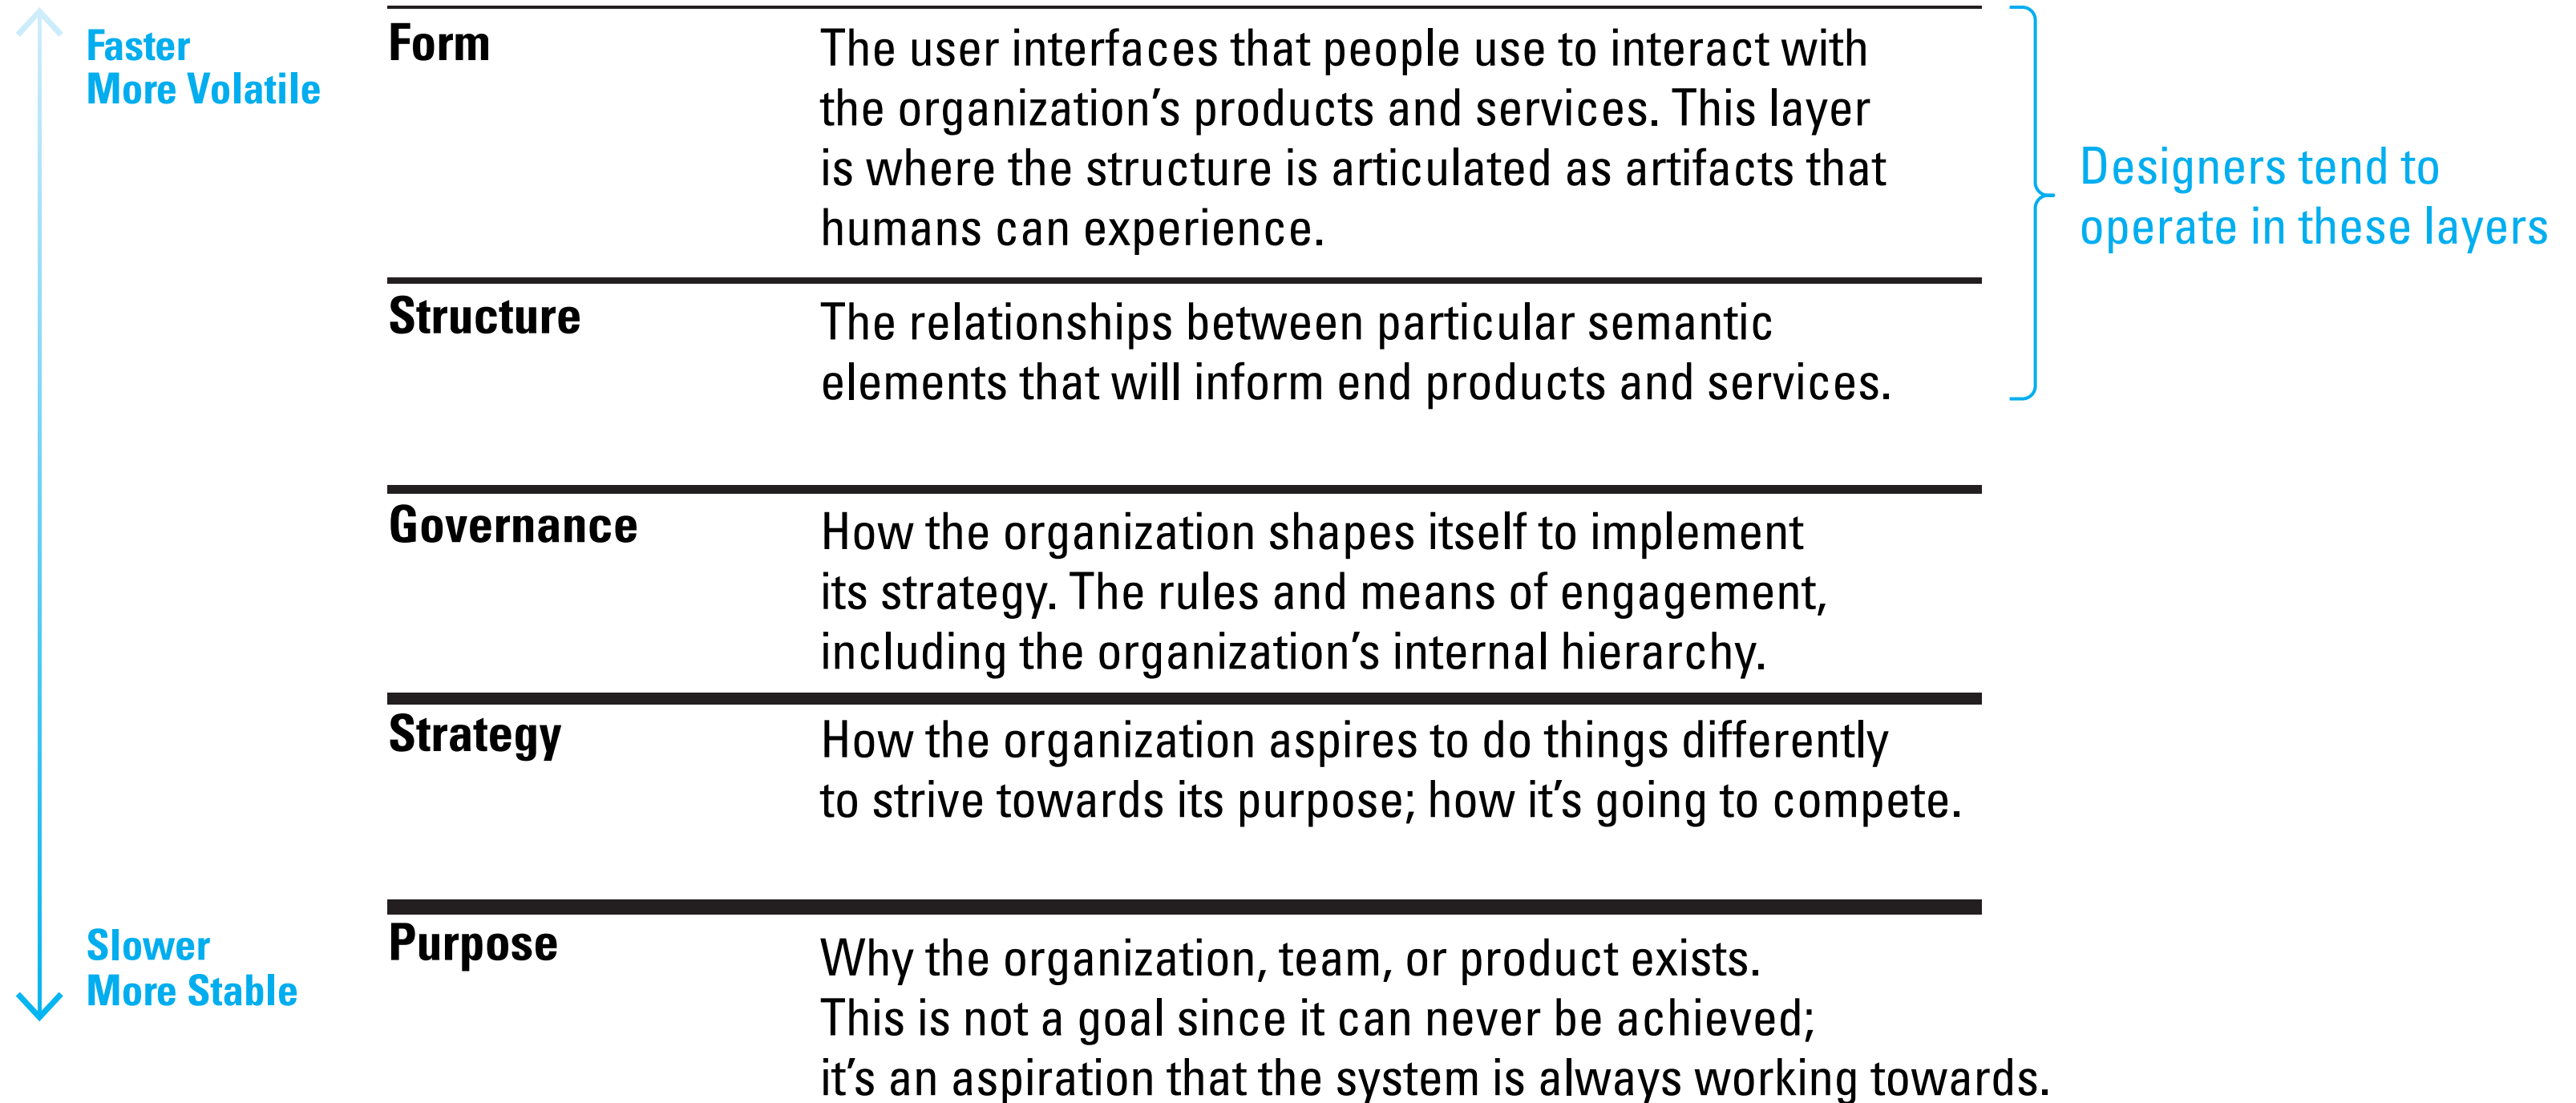 Faster
More Volatile
Form
The user interfaces that people use to interact with
the organization’s products and services. This layer
is where the structure is articulated as artifacts that
humans can experience.
Designers tend to
operate in these layers
Structure
The relationships between particular semantic
elements that will inform end products and services.
Governance
How the organization shapes itself to implement
its strategy. The rules and means of engagement,
including the organization’s internal hierarchy.
Strategy
How the organization aspires to do things differently
to strive towards its purpose; how it’s going to compete.
Slower
More Stable
Purpose
Why the organization, team, or product exists.
This is not a goal since it can never be achieved;
it’s an aspiration that the system is always working towards.